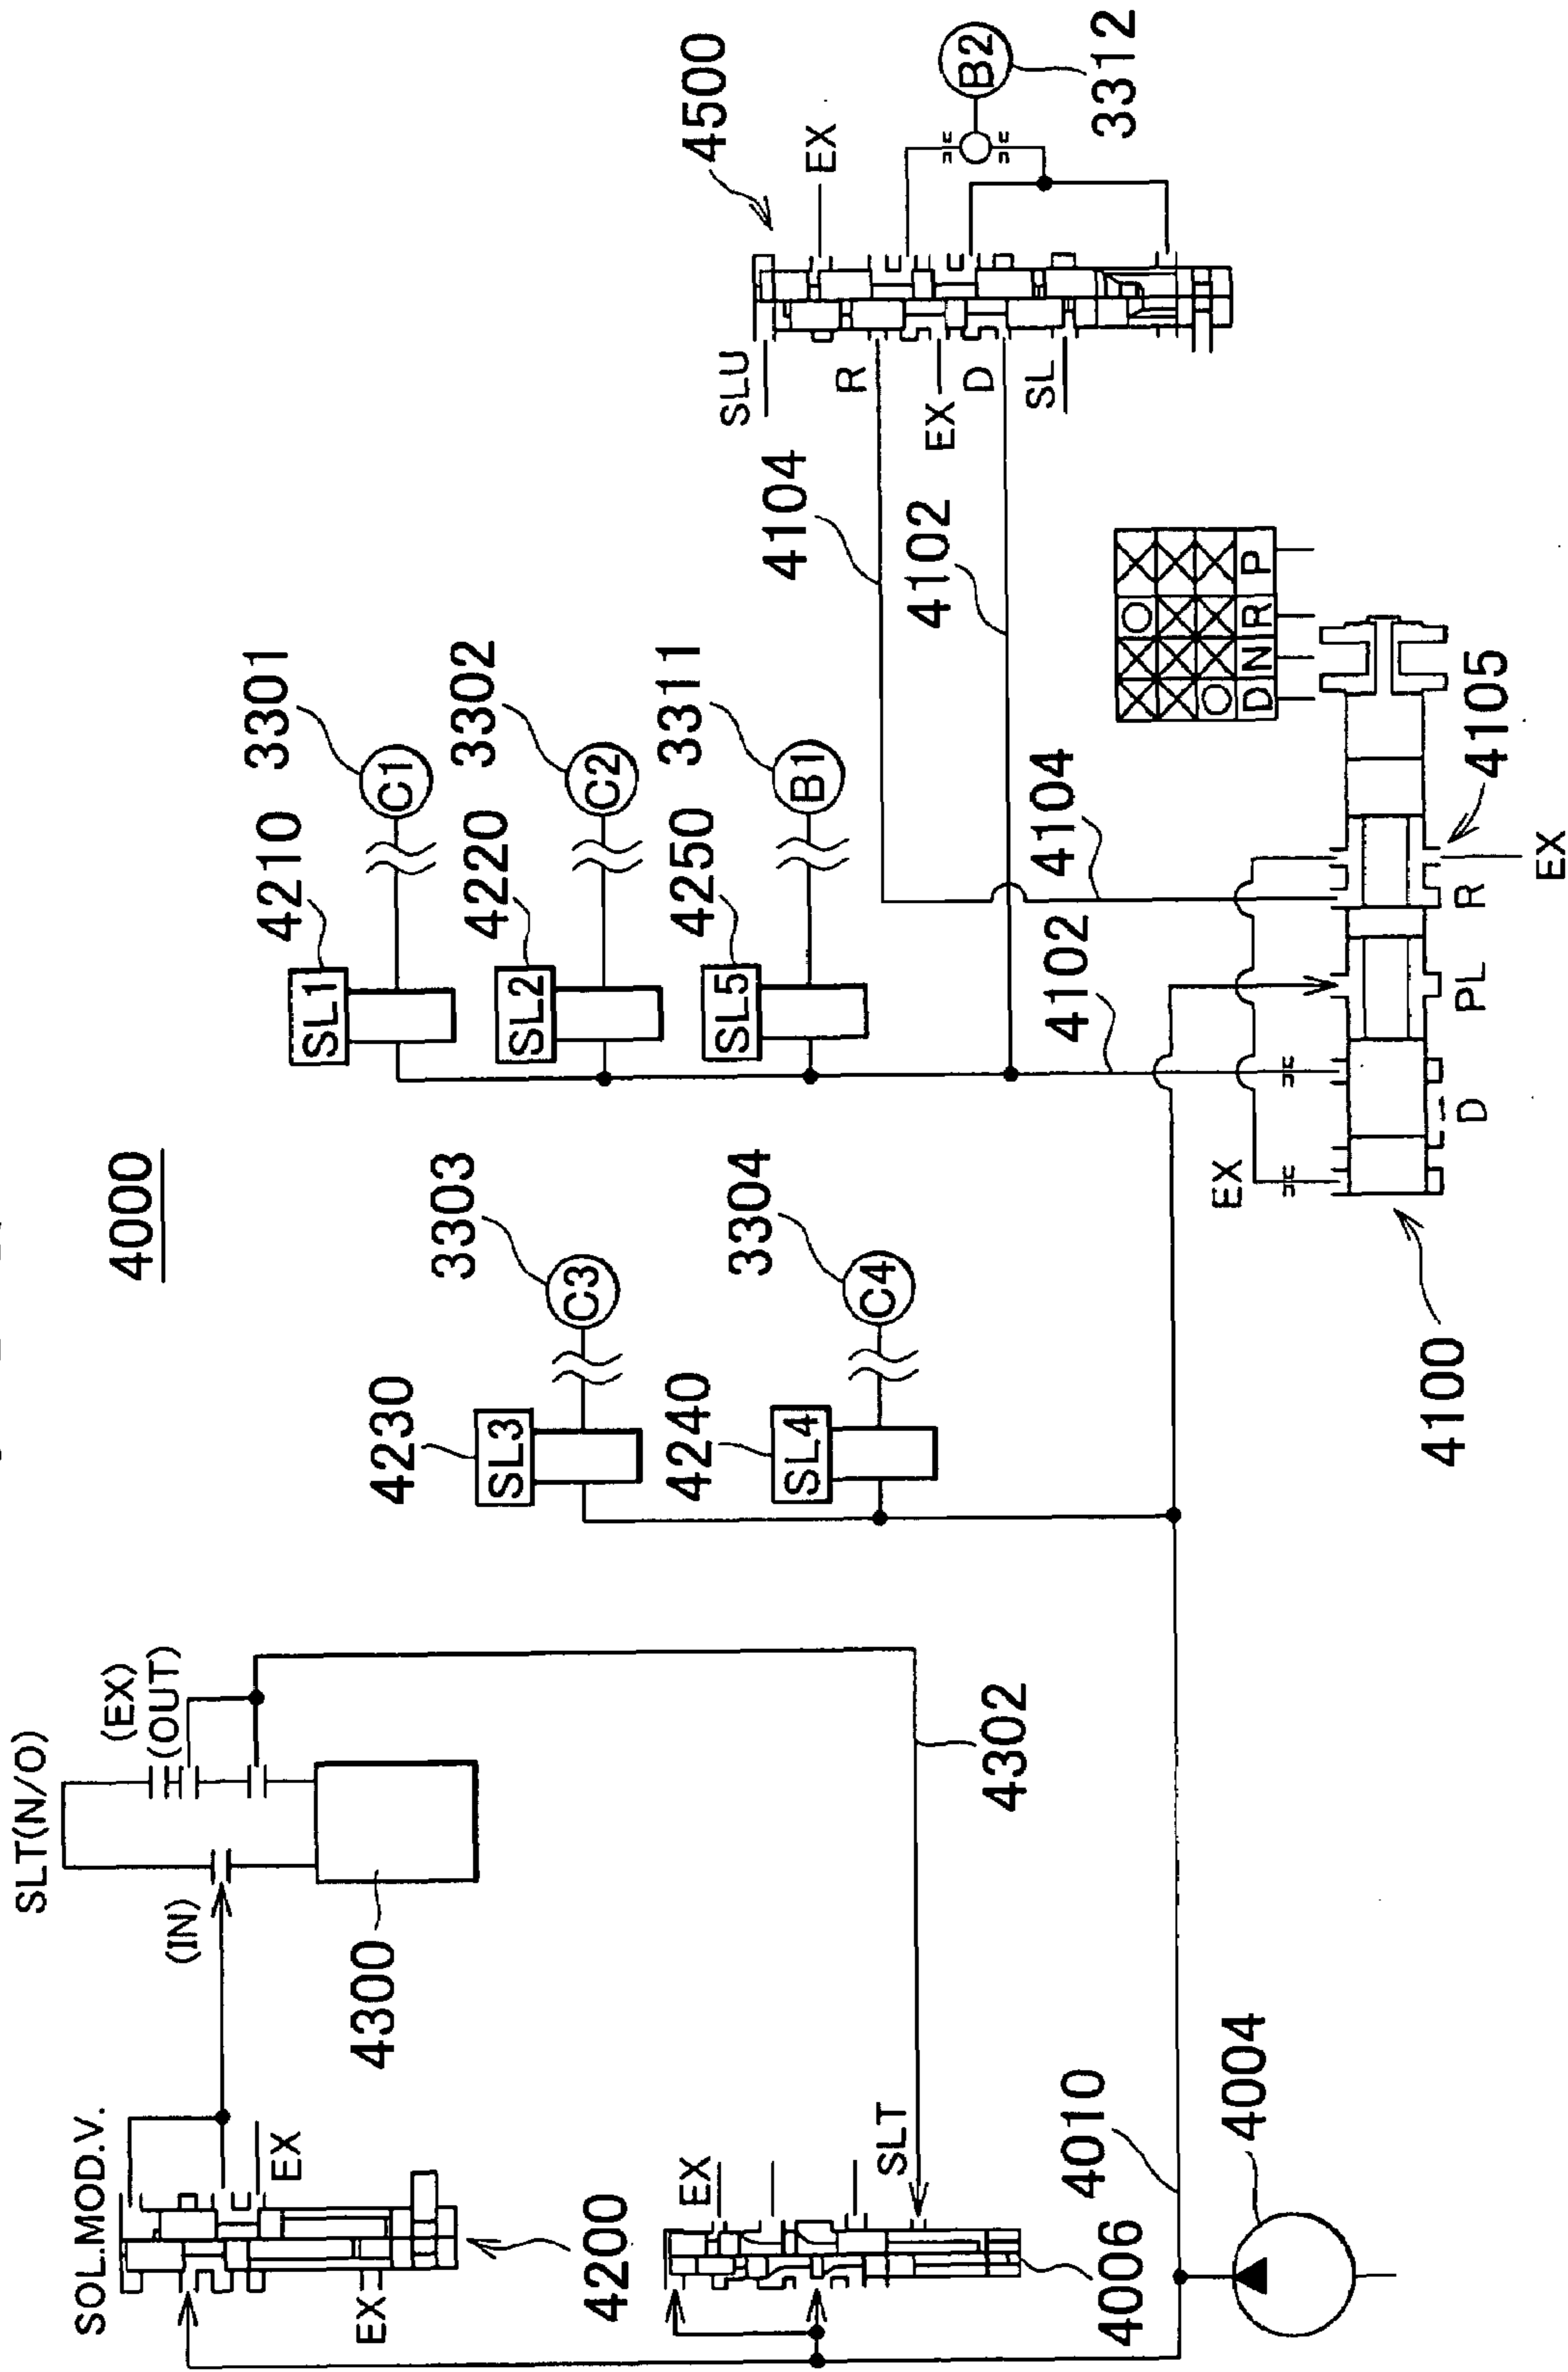 4000
SLT(N/O)
(EX)
(OUT)
(IN)
4300
SOL.MOD.V.
EX
EX
4200
EX
SLT
4006
4302
4010
4004
4230
SL3
C3
3303
4240
SL4
C4
3304
4210
SL1
C1
3301
4220
SL2
C2
3302
4250
SL5
B1
3311
4102
4104
4102
4104
4500
SLU
EX
R
EX
D
SL
B2
3312
D N R P
EX
D
PL
R
EX
4105
4100